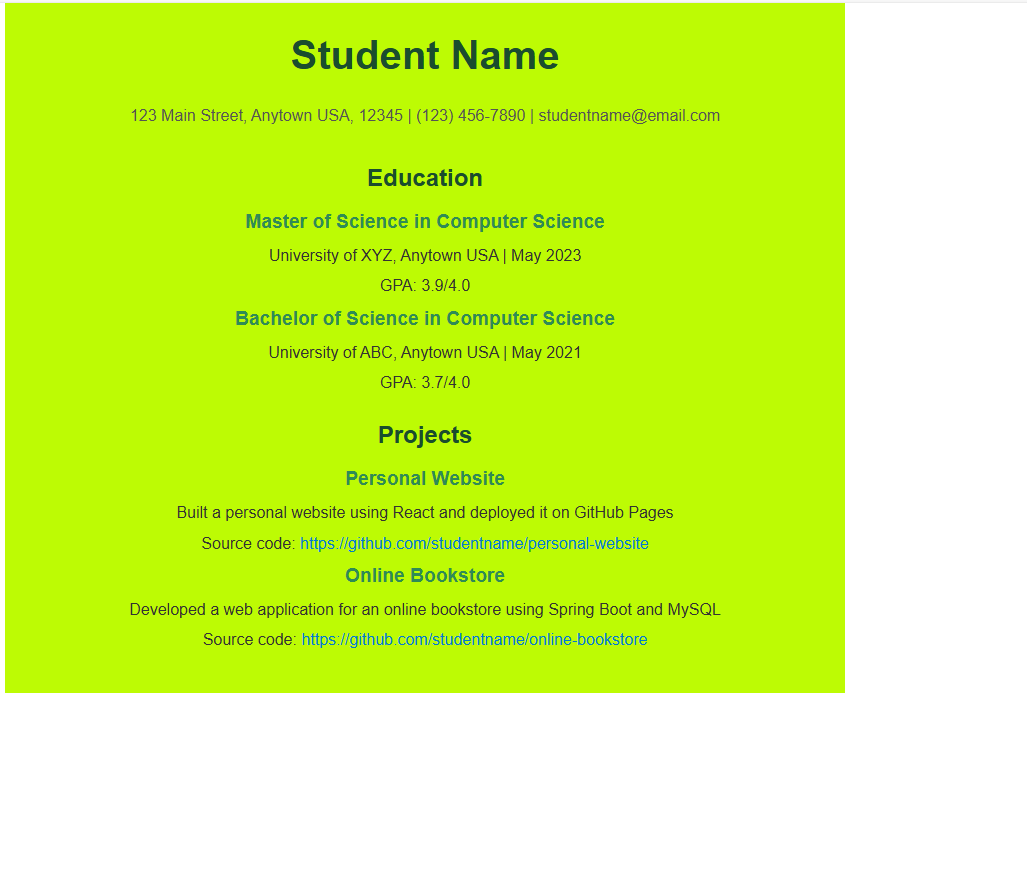 Student Name
123 Main Street, Anytown USA, 12345 | (123) 456-7890 | studentname@email.com
Education
Master of Science in Computer Science
University of XYZ, Anytown USA | May 2023
GPA: 3.9/4.0
Bachelor of Science in Computer Science
University of ABC, Anytown USA | May 2021
GPA: 3.7/4.0
Projects
Personal Website
Built a personal website using React and deployed it on GitHub Pages
Source code: https://github.com/studentname/personal-website
Online Bookstore
Developed a web application for an online bookstore using Spring Boot and MySQL
Source code: https://github.com/studentname/online-bookstore